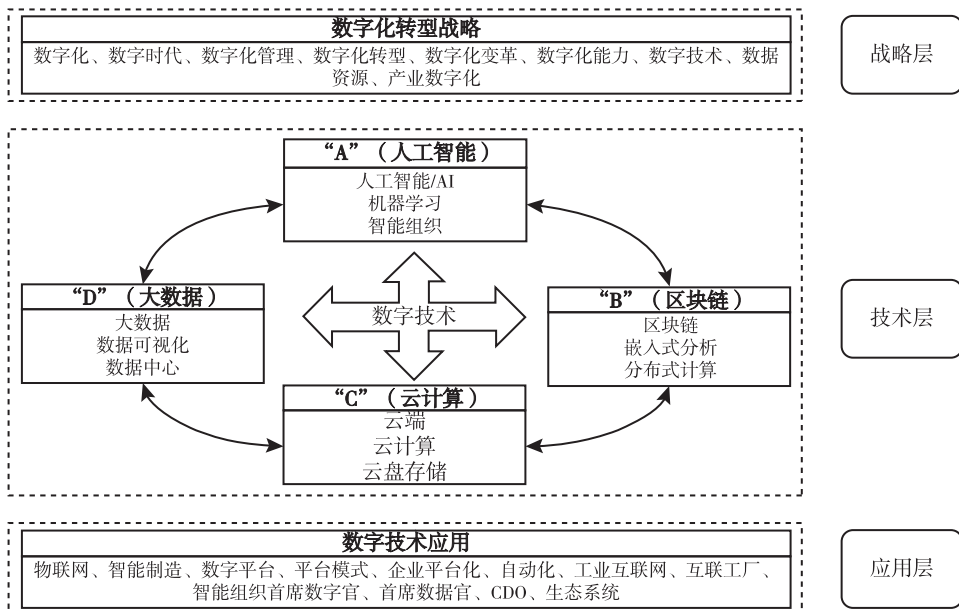 数字化转型战略
数字化、数字时代、数字化管理、数字化转型、数字化变革、数字化能力、数字技术、数据
资源、产业数字化
战略层
“A”（人工智能）
人工智能/AI
机器学习
智能组织
“D”（大数据）
大数据
数据可视化
数据中心
数字技术
“B”（区块链）
区块链
嵌入式分析
分布式计算
技术层
“C”（云计算）
云端
云计算
云盘存储
数字技术应用
物联网、智能制造、数字平台、平台模式、企业平台化、自动化、工业互联网、互联工厂、
智能组织首席数字官、首席数据官、CDO、生态系统
应用层